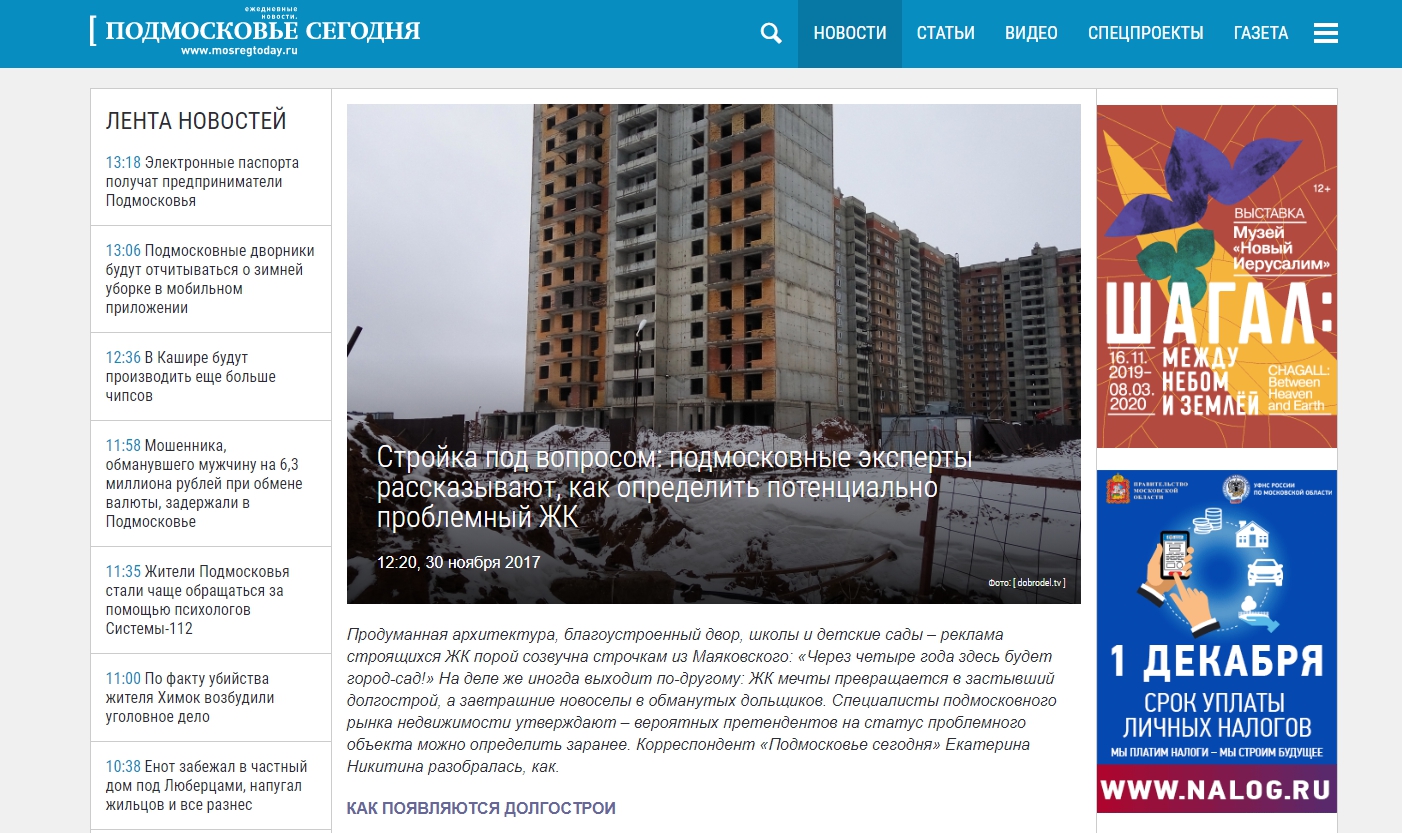 ежедневные
новости.
[ ПОДМОСКОВЬЕ СЕГОДНЯ
www.mosregtoday.ru
НОВОСТИ СТАТЬИ ВИДЕО СПЕЦПРОЕКТЫ ГАЗЕТА
ЛЕНТА НОВОСТЕЙ
13:18 Электронные паспорта
получат предприниматели
Подмосковья
13:06 Подмосковные дворники
будут отчитываться о зимней
уборке в мобильном
приложении
12:36 В Кашире будут
производить еще больше
чипсов
11:58 Мошенника,
обманувшего мужчину на 6,3
миллиона рублей при обмене
валюты, задержали в
Подмосковье
11:35 Жители Подмосковья
стали чаще обращаться за
помощью психологов
Системы-112
11:00 По факту убийства
жителя Химок возбудили
уголовное дело
10:38 Енот забежал в частный
дом под Люберцами, напугал
жильцов и все разнес
Стройка под вопросом: подмосковные эксперты
рассказывают, как определить потенциально
проблемный ЖК
12:20, 30 ноября 2017
Фото: [ dobrodel.tv ]
Продуманная архитектура, благоустроенный двор, школы и детские сады – реклама
строящихся ЖК порой созвучна строчкам из Маяковского: «Через четыре года здесь будет
город-сад!» На деле же иногда выходит по-другому: ЖК мечты превращается в застывший
долгострой, а завтрашние новоселы в обманутых дольщиков. Специалисты подмосковного
рынка недвижимости утверждают – вероятных претендентов на статус проблемного
объекта можно определить заранее. Корреспондент «Подмосковье сегодня» Екатерина
Никитина разобралась, как.
КАК ПОЯВЛЯЮТСЯ ДОЛГОСТРОИ
12+
ВЫСТАВКА
Музей
«Новый
Иерусалим»
ШАГАЛ:
16.11.
2019–
08.03.
2020
МЕЖДУ
НЕБОМ
И ЗЕМЛЁЙ
CHAGALL:
Between
Heaven
and Earth
ПРАВИТЕЛЬСТВО
МОСКОВСКОЙ
ОБЛАСТИ
УФНС РОССИИ
ПО МОСКОВСКОЙ ОБЛАСТИ
1 ДЕКАБРЯ
СРОК УПЛАТЫ
ЛИЧНЫХ НАЛОГОВ
МЫ ПЛАТИМ НАЛОГИ – МЫ СТРОИМ БУДУЩЕЕ
WWW.NALOG.RU